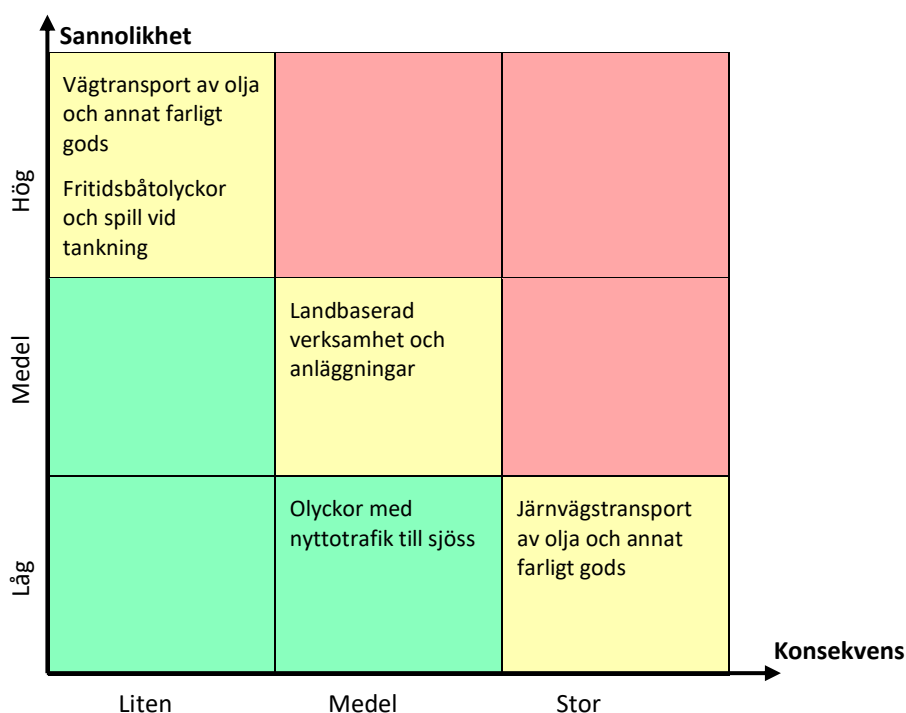 Sannolikhet
Vägtransport av olja
och annat farligt
gods
Fritidsbåtolyckor
och spill vid
tankning
Hög
Landbaserad
verksamhet och
anläggningar
Medel
Olyckor med
nyttotrafik till sjöss
Järnvägstransport
av olja och annat
farligt gods
Låg
Konsekvens
Liten
Medel
Stor